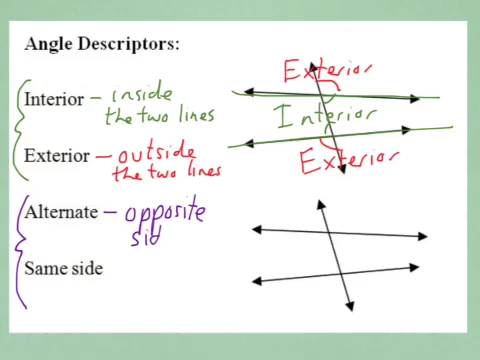 Angle Descriptors:
Exterior
Interior – inside
the two lines
Interior
Exterior – outside
the two lines
Exterior
Alternate – opposite
sid
Same side